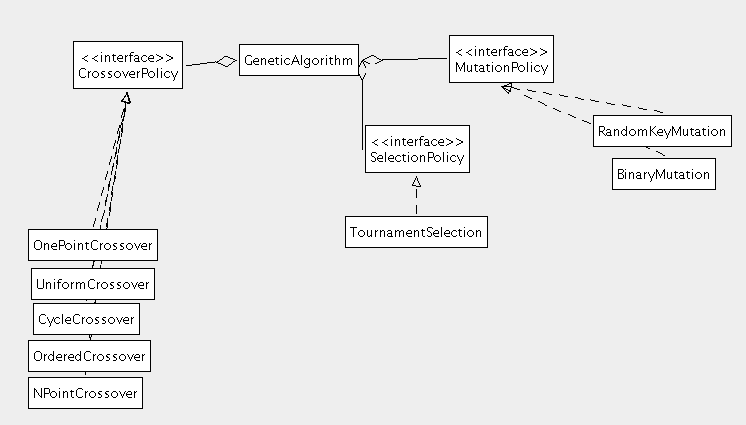 <<interface>>
CrossoverPolicy
GeneticAlgorithm
<<interface>>
MutationPolicy
<<interface>>
SelectionPolicy
RandomKeyMutation
BinaryMutation
TournamentSelection
OnePointCrossover
UniformCrossover
CycleCrossover
OrderedCrossover
NPointCrossover